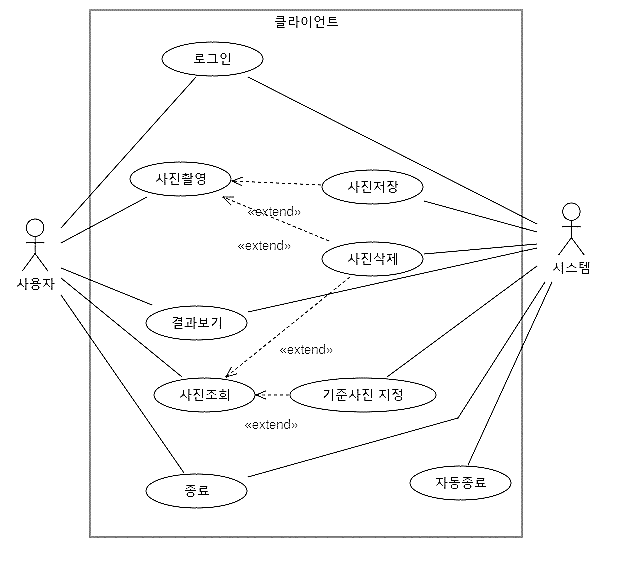 클라이언트
로그인
사진촬영
사진저장
«extend»
«extend»
사진삭제
사용자
시스템
결과보기
«extend»
사진조회
기준사진 지정
«extend»
종료
자동종료